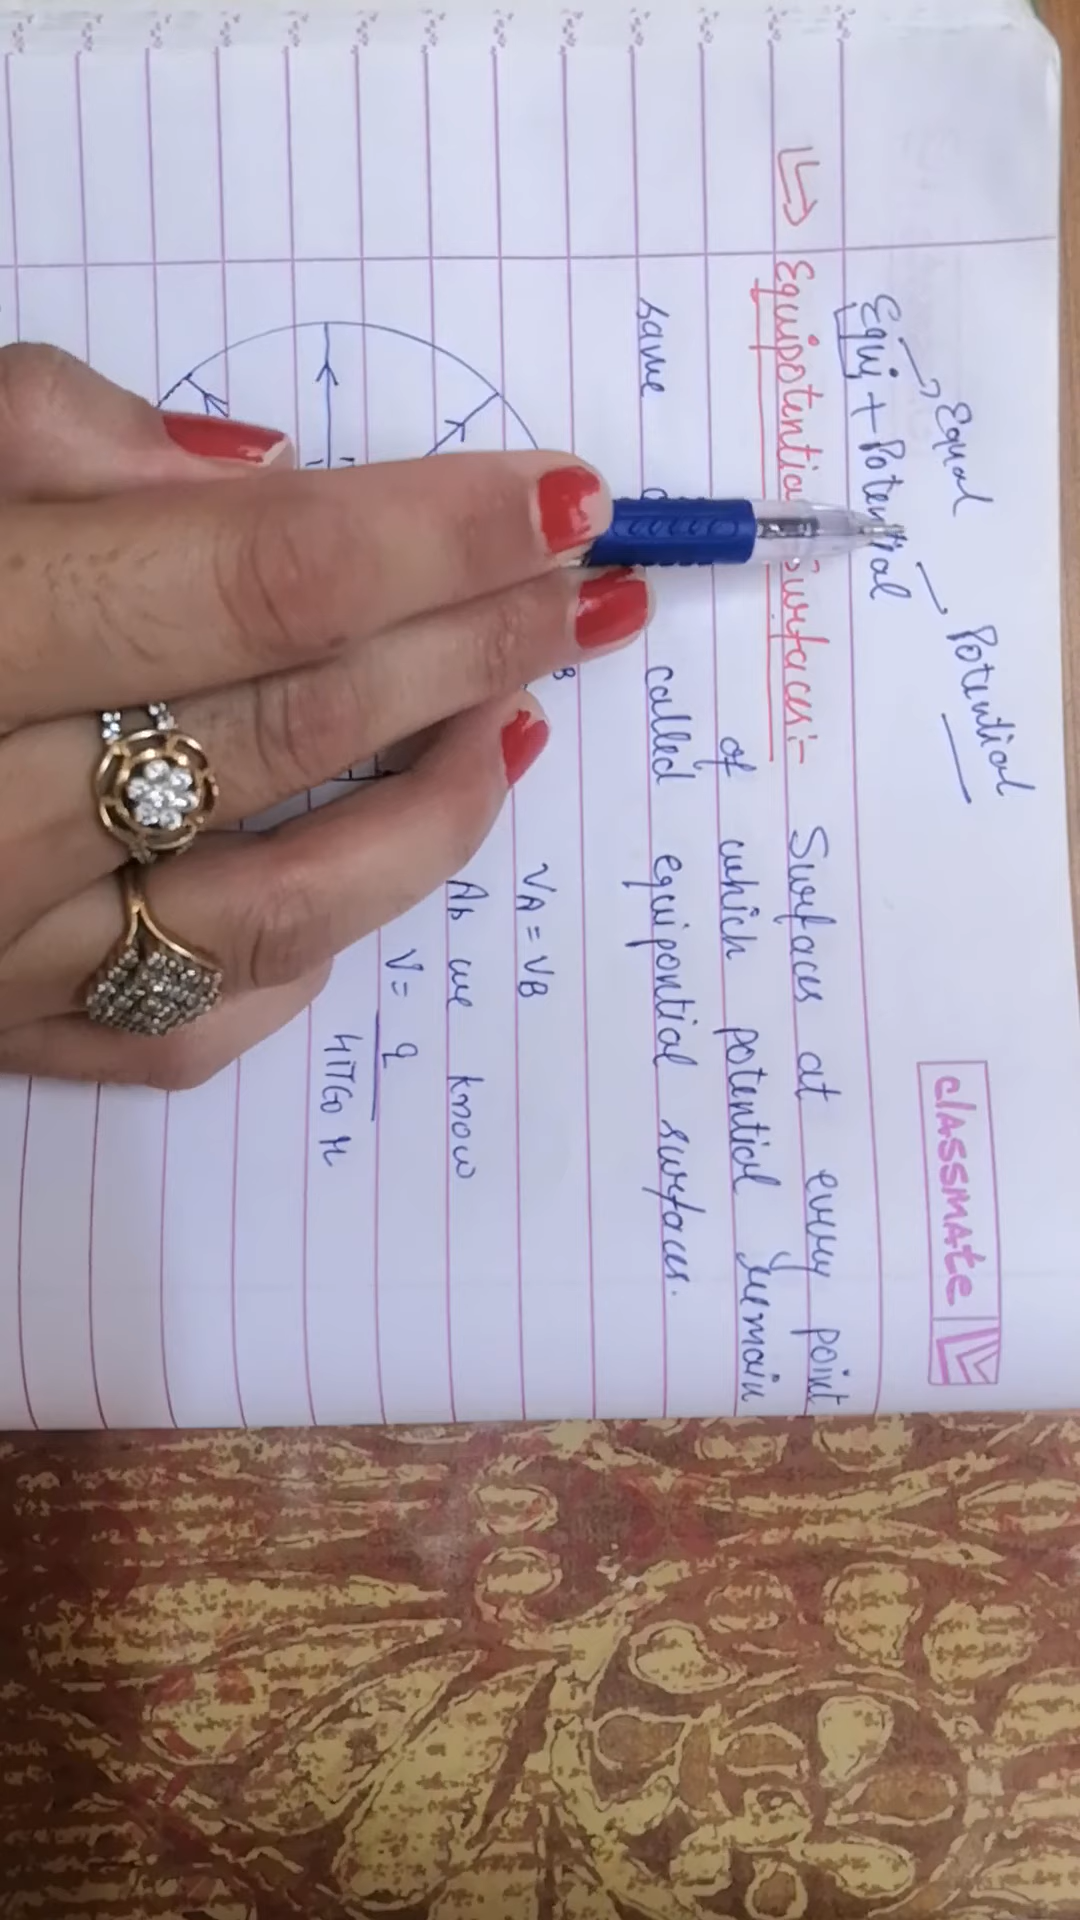 classmate
Equal Potential
Equi + Potential
Equipotential Surfaces:- Surfaces at every point
of which potential remain
same called equipontial surfaces.
B
VA = VB
As we know
V = q
4πϵ0 r